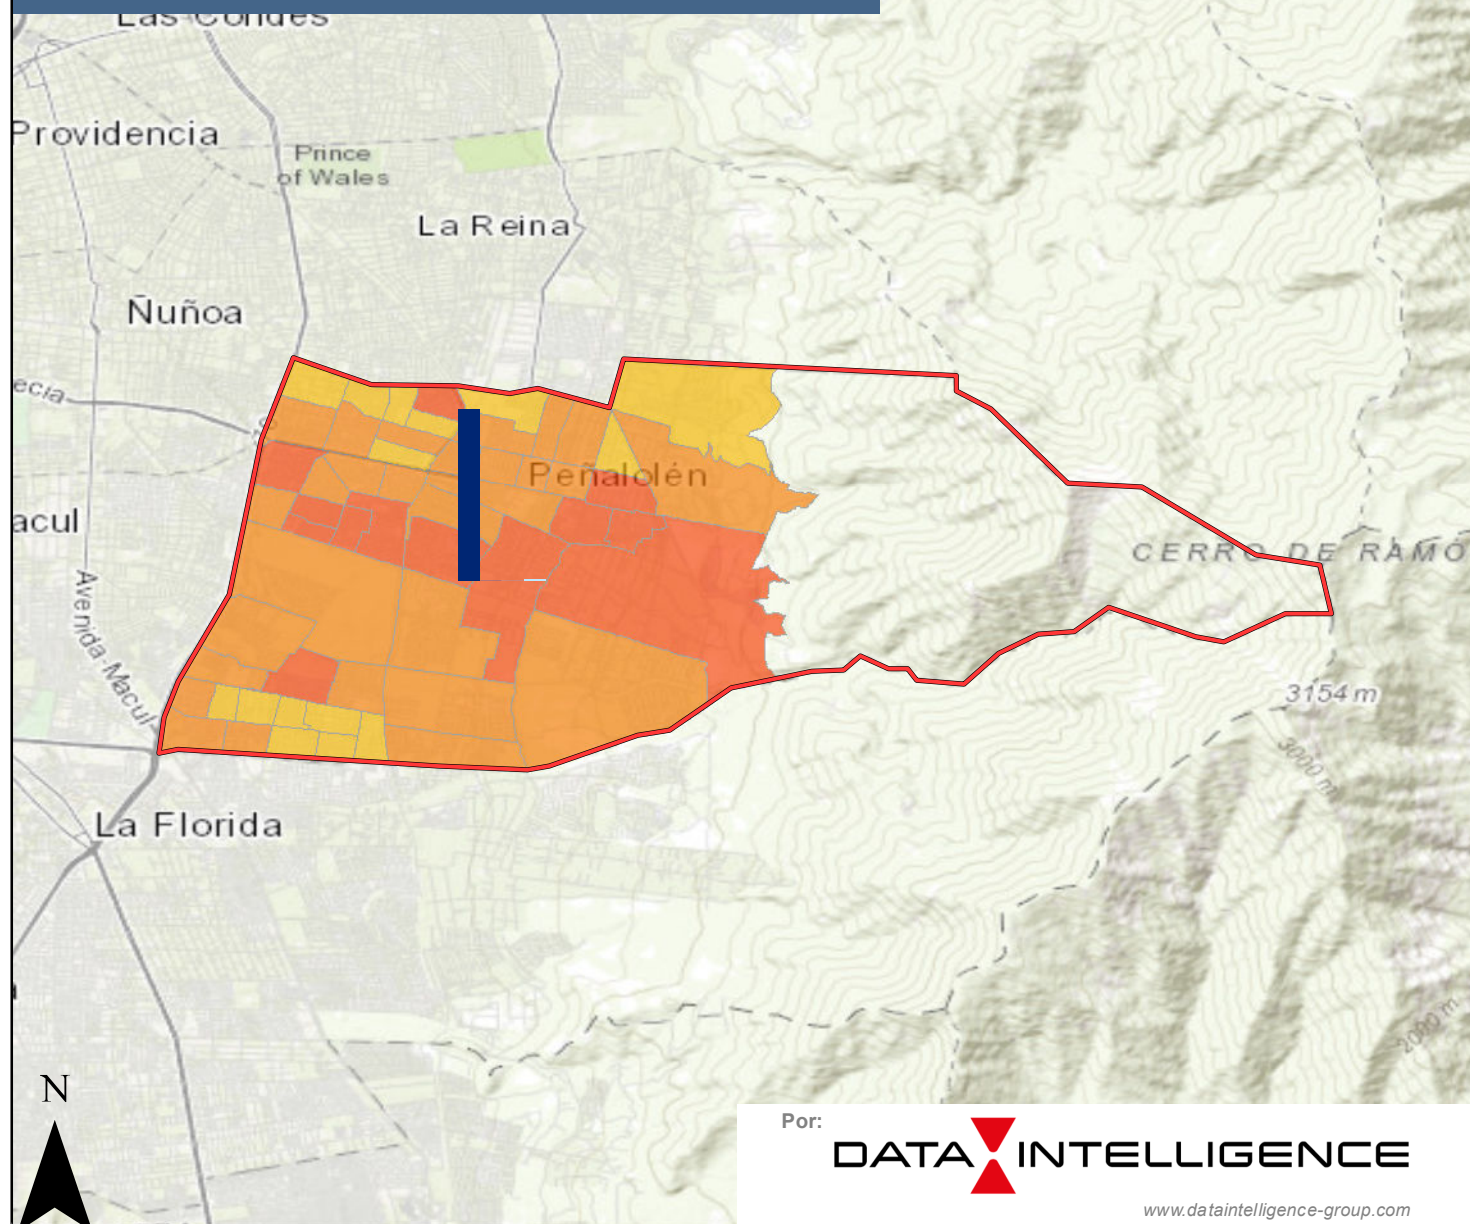 Las Condes
Providencia
Prince
of Wales
La Reina
Ñuñoa
ecia
Peñalolén
acul
CERRO DE RAMÓ
Avenida Macul
3154 m
3000 m
La Florida
2000 m
N
Por:
DATA INTELLIGENCE
www.dataintelligence-group.com